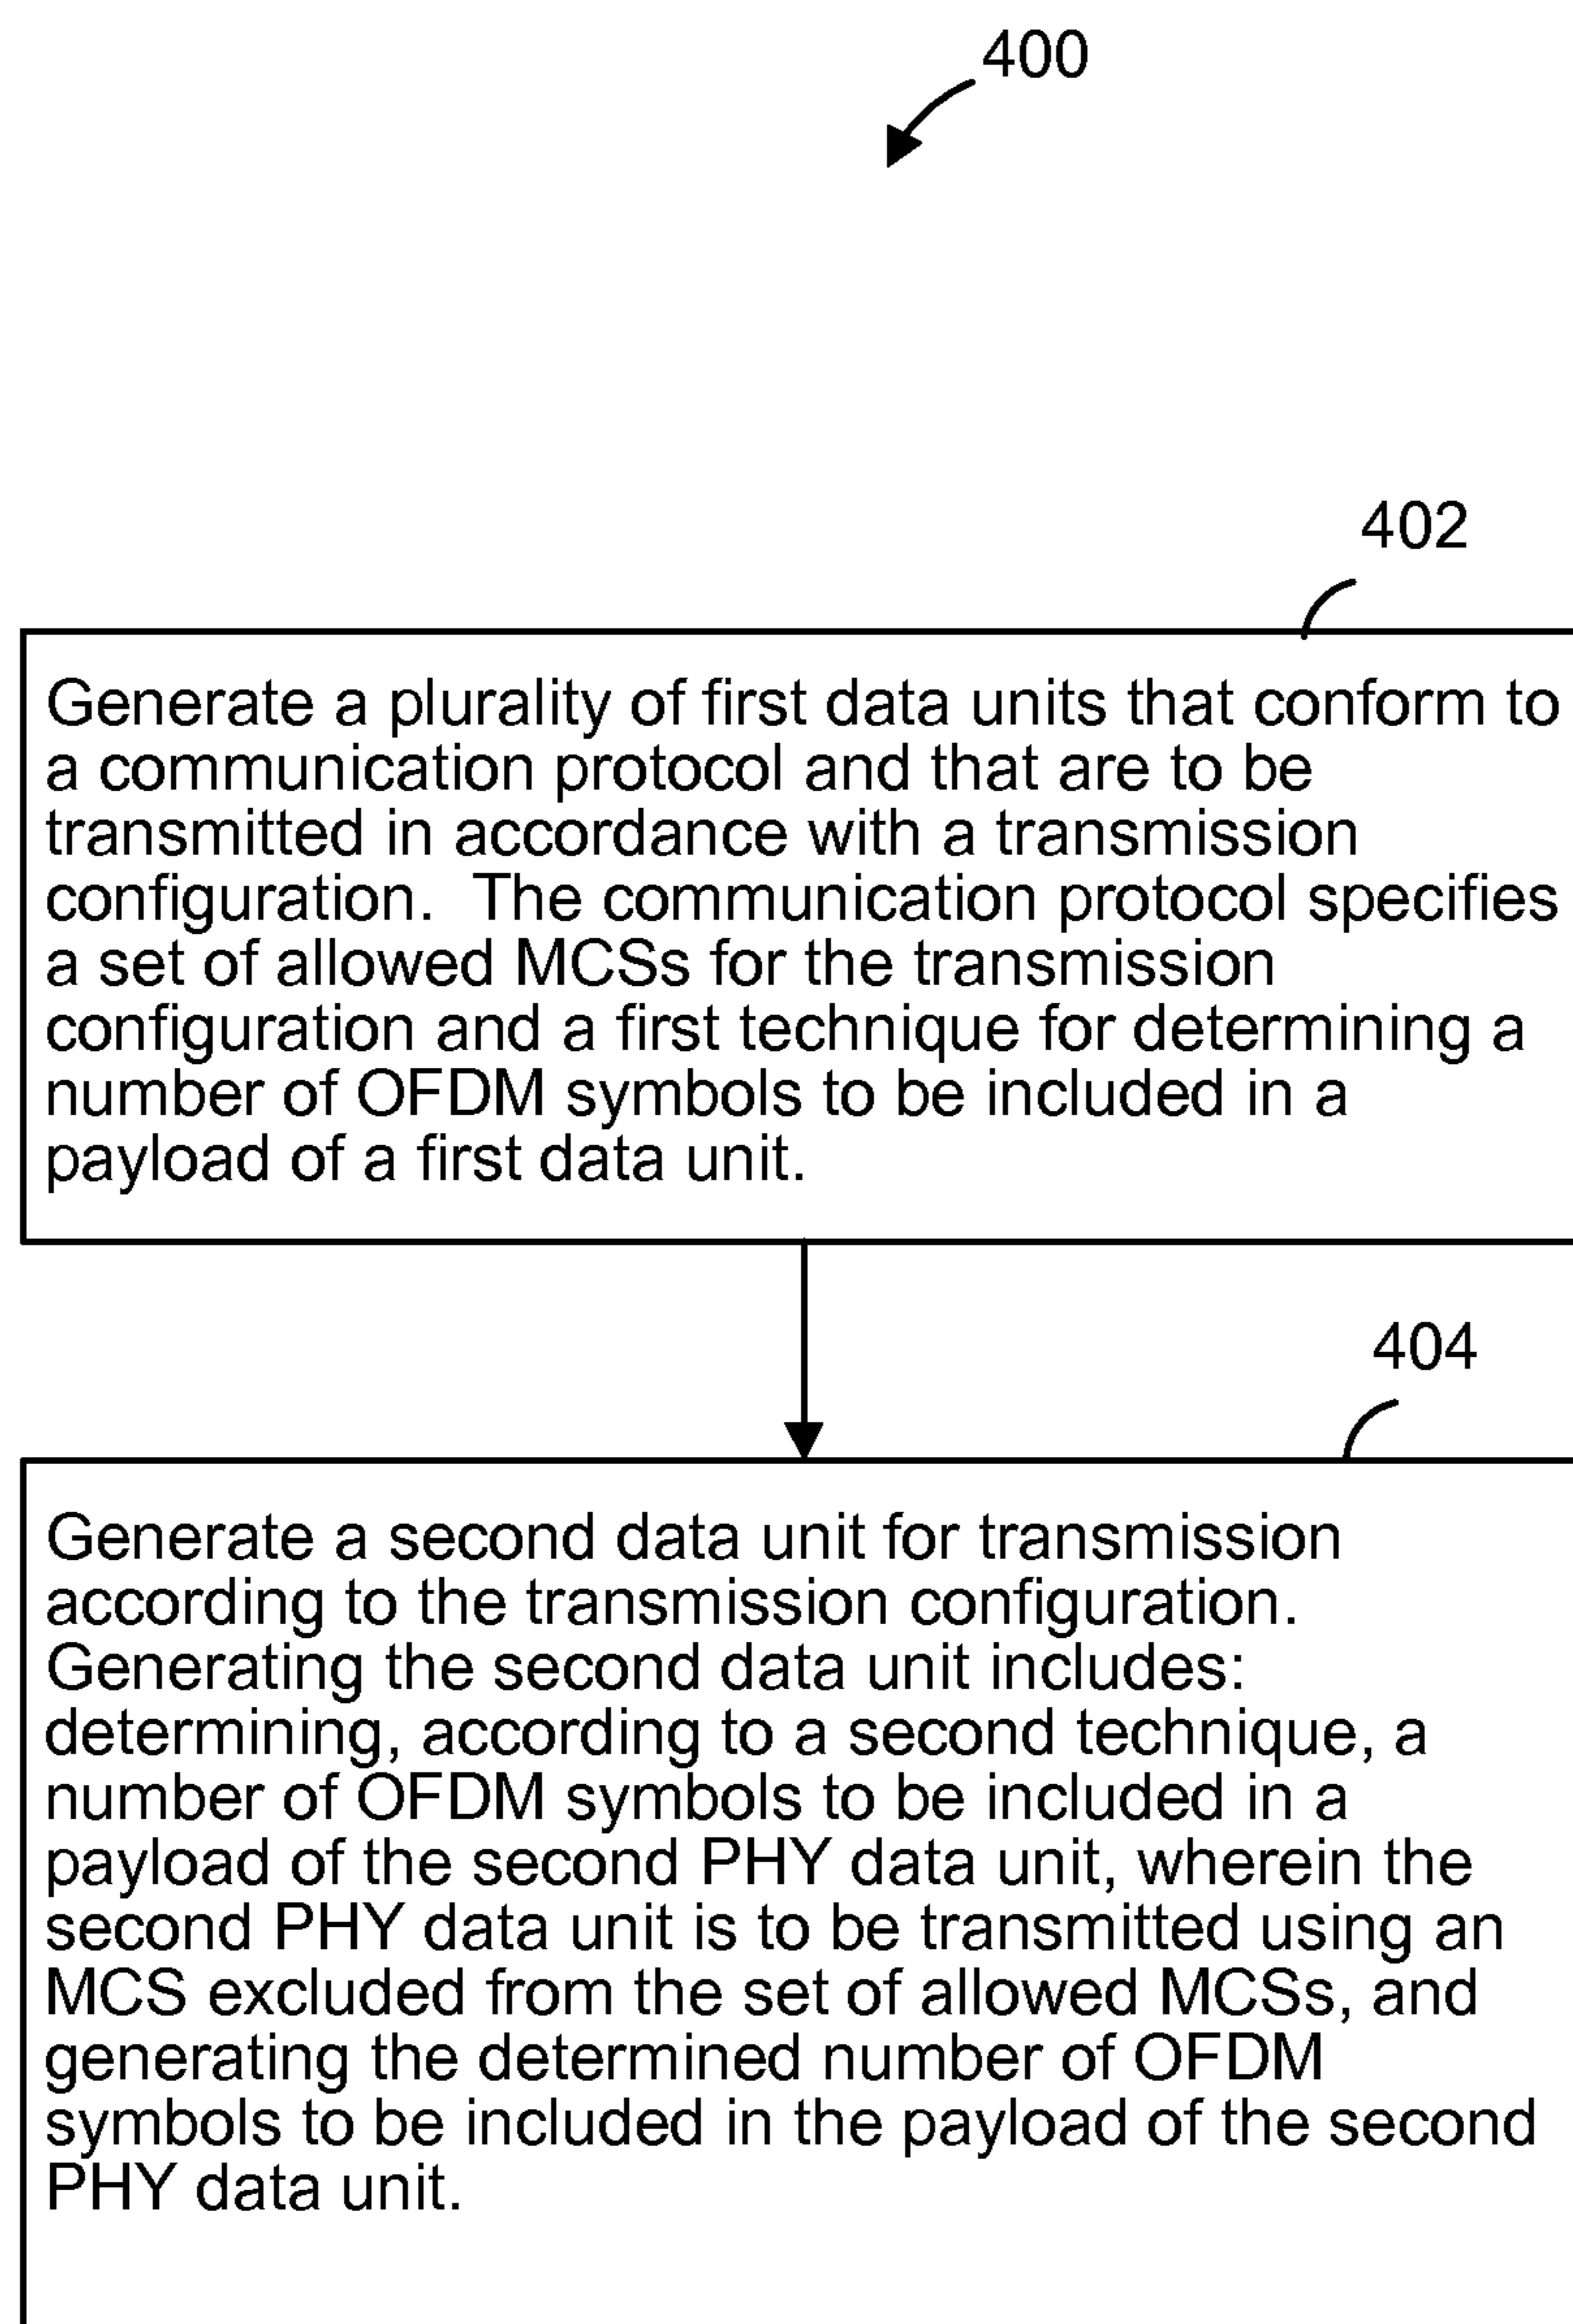 400
402
Generate a plurality of first data units that conform to
a communication protocol and that are to be
transmitted in accordance with a transmission
configuration.  The communication protocol specifies
a set of allowed MCSs for the transmission
configuration and a first technique for determining a
number of OFDM symbols to be included in a
payload of a first data unit.
404
Generate a second data unit for transmission
according to the transmission configuration.
Generating the second data unit includes:
determining, according to a second technique, a
number of OFDM symbols to be included in a
payload of the second PHY data unit, wherein the
second PHY data unit is to be transmitted using an
MCS excluded from the set of allowed MCSs, and
generating the determined number of OFDM
symbols to be included in the payload of the second
PHY data unit.